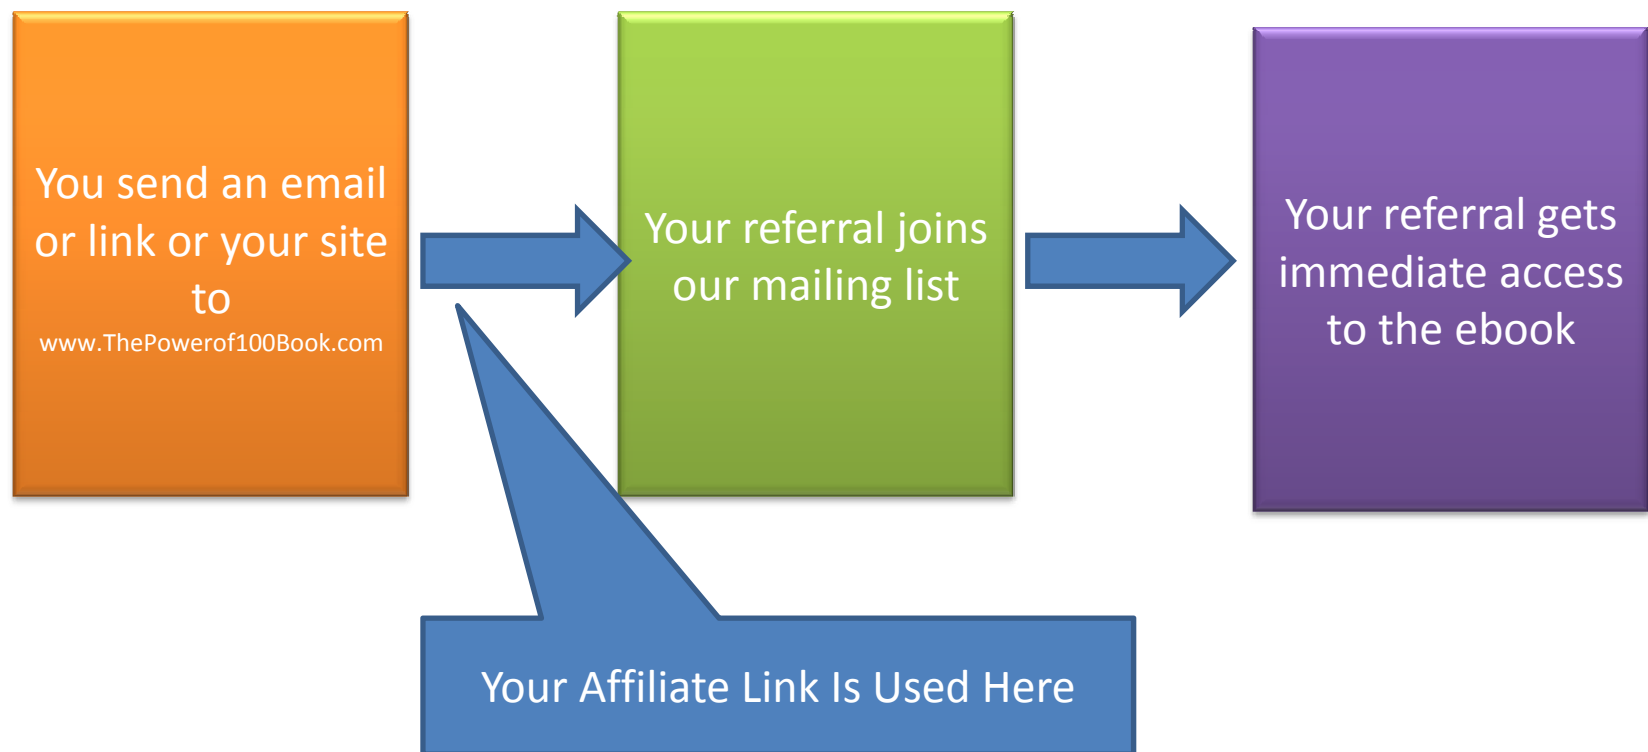 You send an email
or link or your site
to
www.ThePowerof100Book.com
Your referral joins
our mailing list
Your referral gets
immediate access
to the ebook
Your Affiliate Link Is Used Here